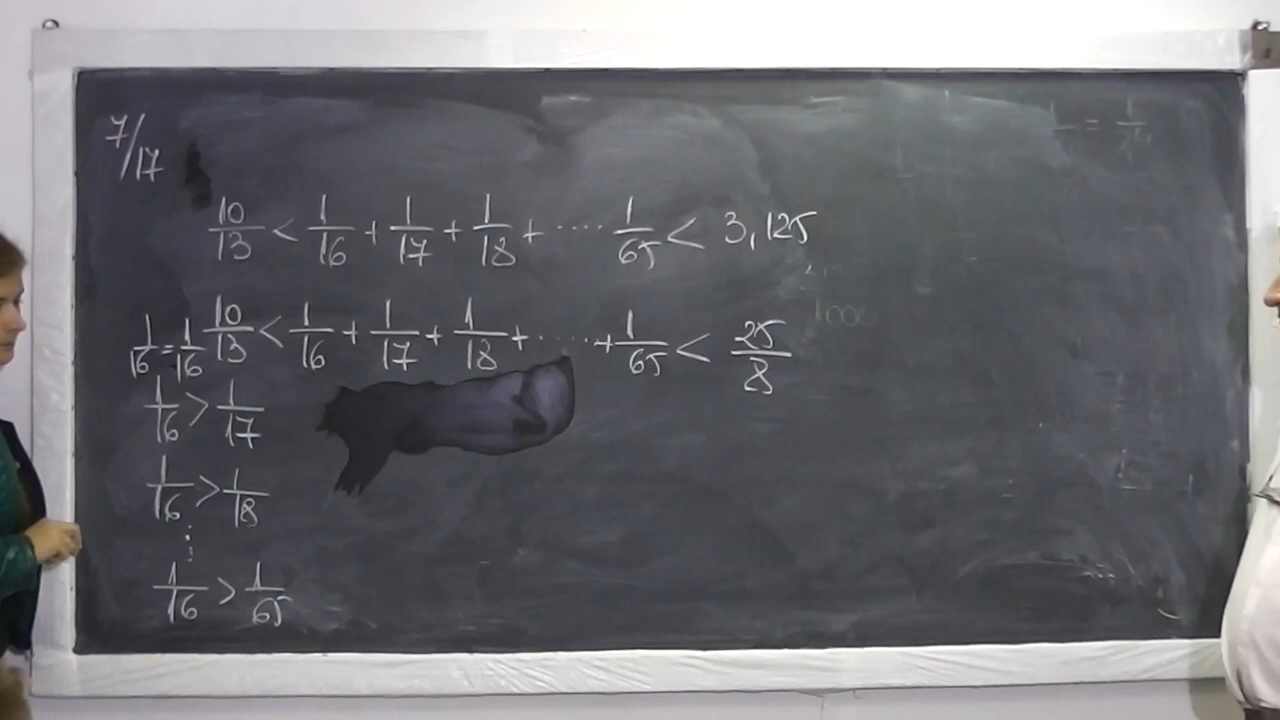 7/17
10/13 < 1/16 + 1/17 + 1/18 + ..... 1/65 < 3,125
10/13 < 1/16 + 1/17 + 1/18 + ..... + 1/65 < 25/8
1/16 = 1/16
1/16 > 1/17
1/16 > 1/18
⋮
1/16 > 1/65
1000